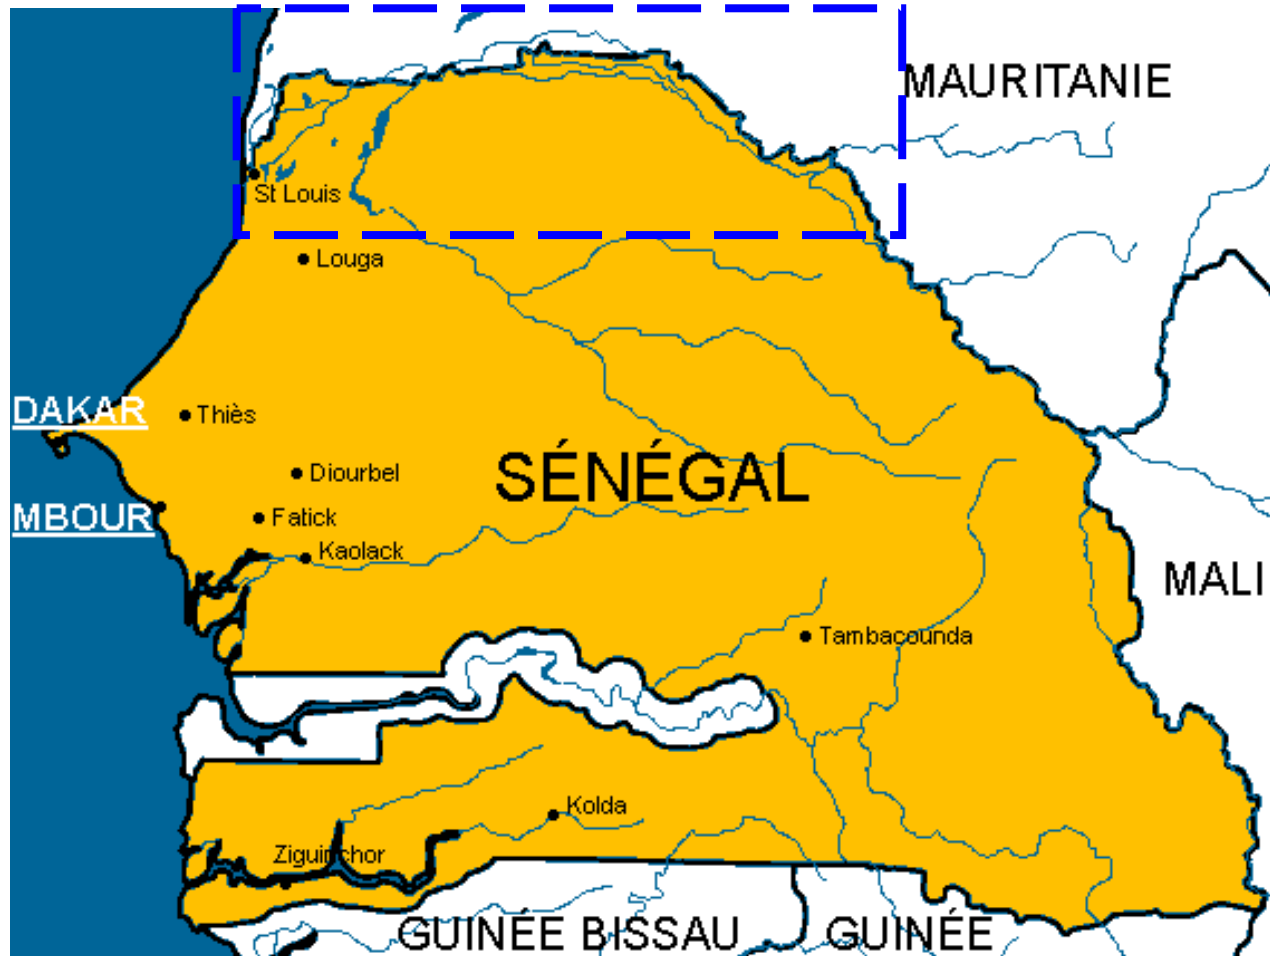 MAURITANIE
St Louis
Louga
DAKAR
Thiès
SÉNÉGAL
Diourbel
MBOUR
Fatick
Kaolack
MALI
Tambacounda
Kolda
Ziguinchor
GUINÉE BISSAU
GUINÉE